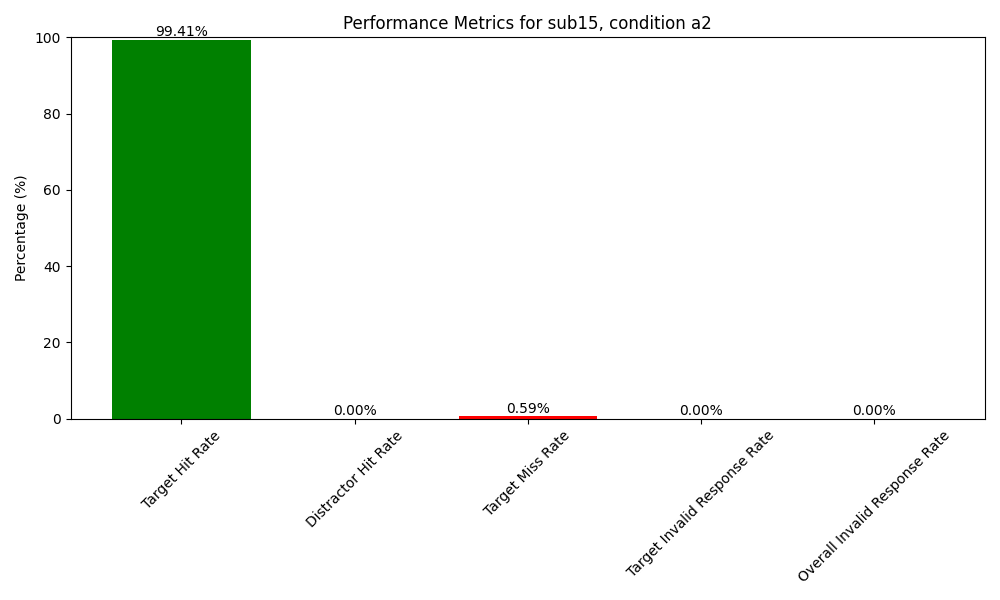 Performance Metrics for sub15, condition a2
Percentage (%)
100
80
60
40
20
0
99.41%
0.00%
0.59%
0.00%
0.00%
Target Hit Rate
Distractor Hit Rate
Target Miss Rate
Target Invalid Response Rate
Overall Invalid Response Rate